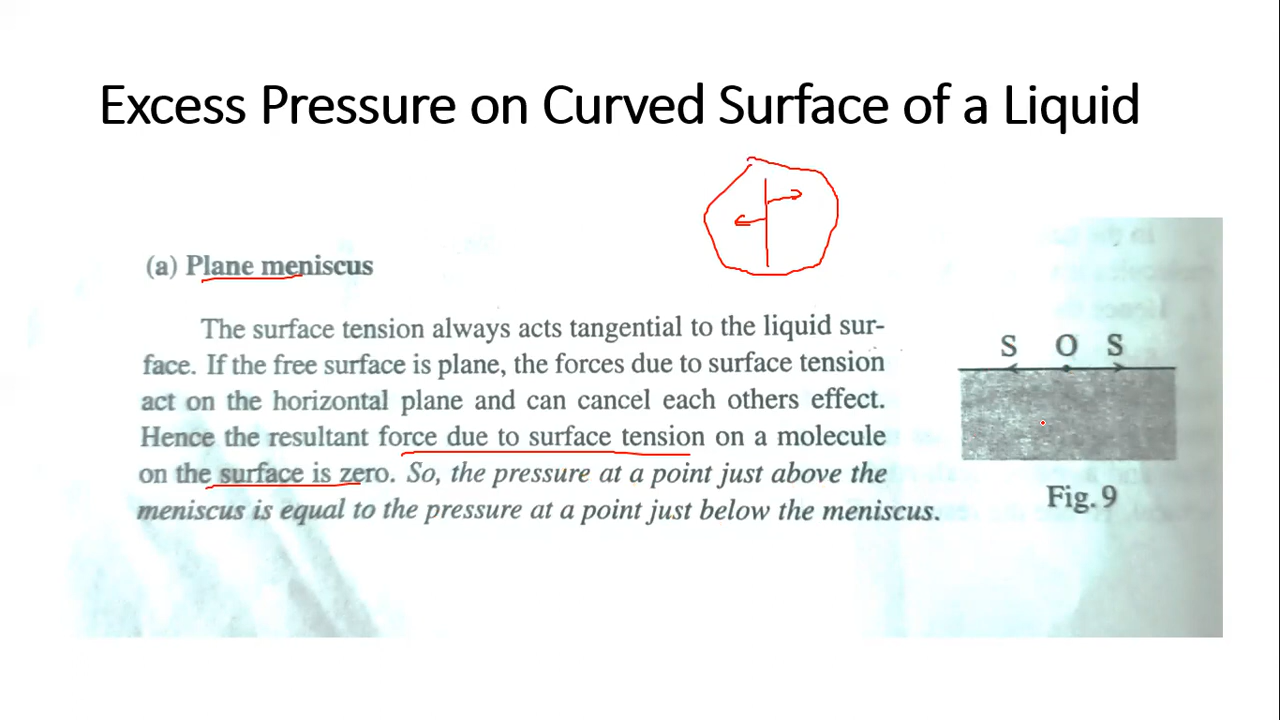 Excess Pressure on Curved Surface of a Liquid
(a) Plane meniscus
The surface tension always acts tangential to the liquid sur-
face. If the free surface is plane, the forces due to surface tension
act on the horizontal plane and can cancel each others effect.
Hence the resultant force due to surface tension on a molecule
on the surface is zero. So, the pressure at a point just above the
meniscus is equal to the pressure at a point just below the meniscus.
S O S
Fig. 9